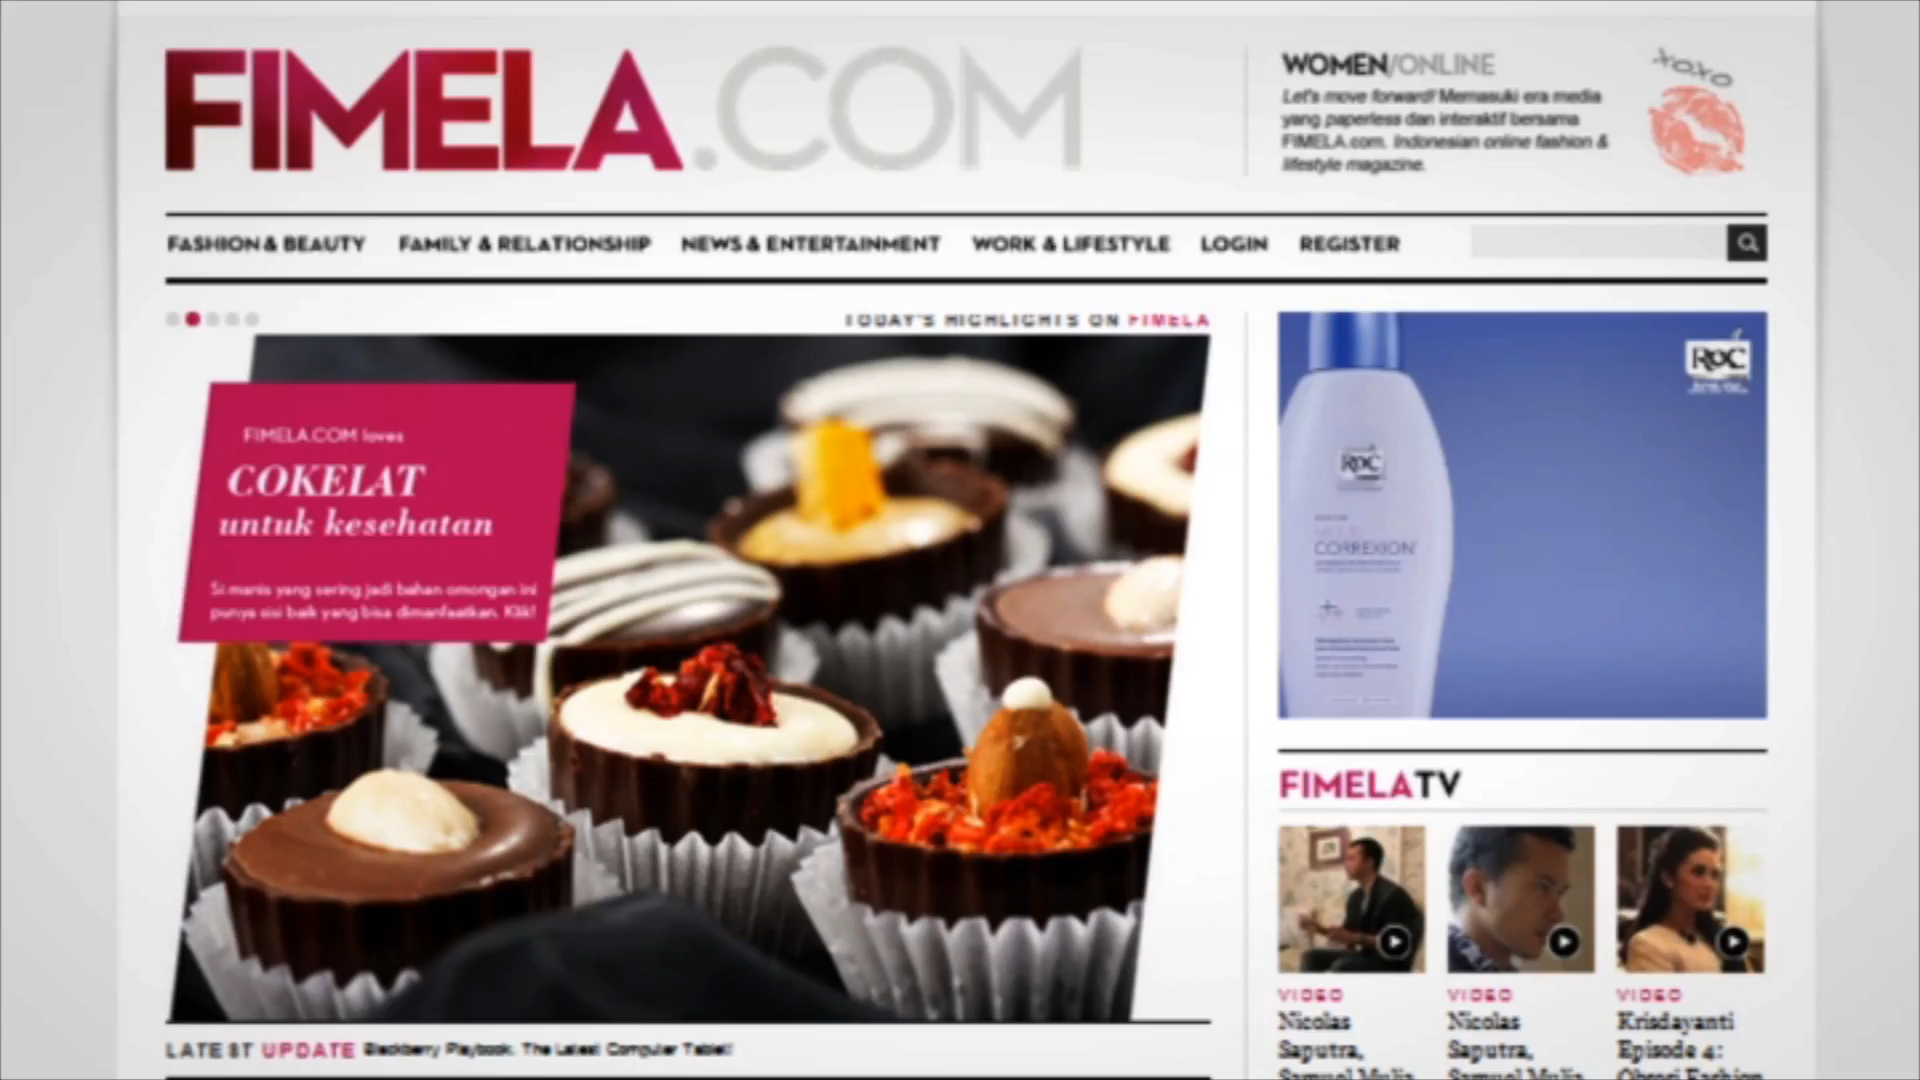 FIMELA.COM
WOMEN/ONLINE
Let's move forward! Memasuki era media
yang paperless dan interaktif bersama
FIMELA.com. Indonesian online fashion &
lifestyle magazine.
xoxo
FASHION & BEAUTY FAMILY & RELATIONSHIP NEWS & ENTERTAINMENT WORK & LIFESTYLE LOGIN REGISTER
TODAY'S HIGHLIGHTS ON FIMELA
FIMELA.COM loves
COKELAT
untuk kesehatan
Si manis yang sering jadi bahan omongan ini
punya sisi baik yang bisa dimanfaatkan. Klik!
RoC
RoC
CORREXION
FIMELATV
VIDEO
Nicolas
Saputra,
VIDEO
Nicolas
Saputra,
VIDEO
Krisdayanti
Episode 4:
LATEST UPDATE Blackberry Playbook, The Latest Computer Tablet!